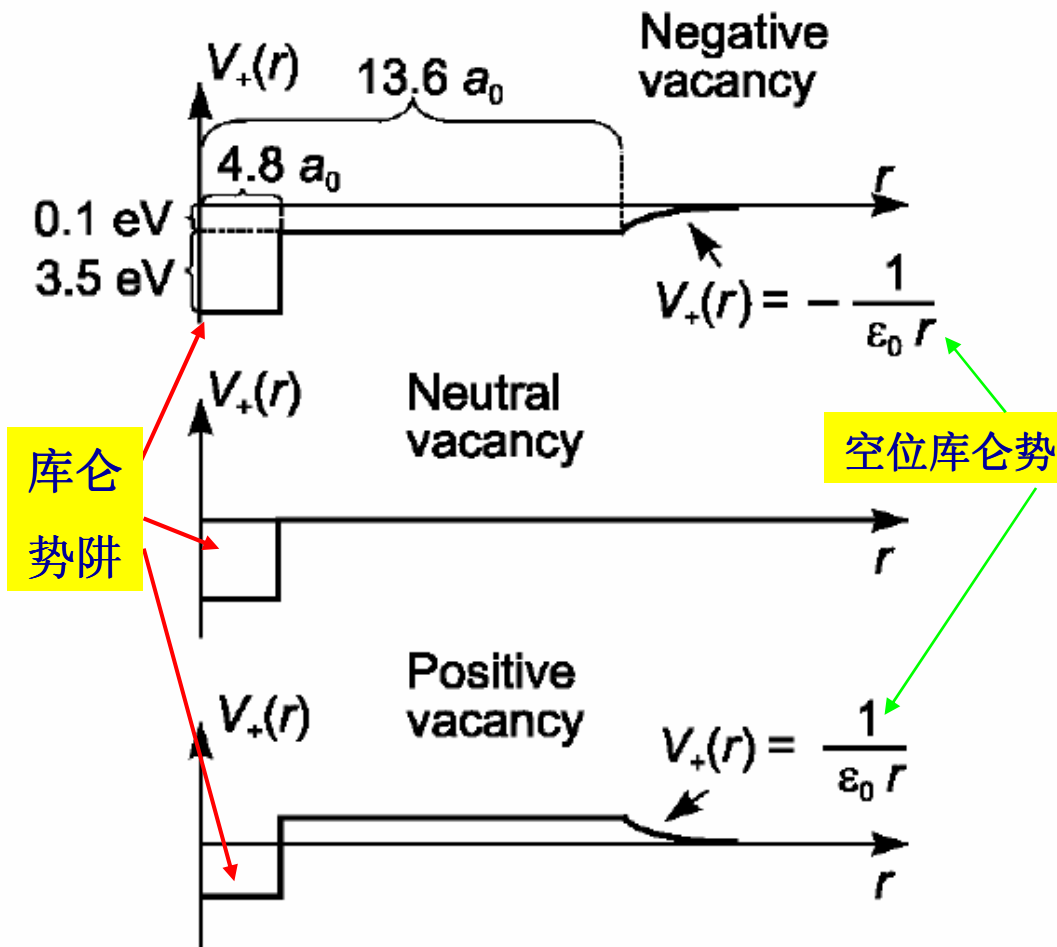 Negative
vacancy
V₊(r)
13.6 a₀
4.8 a₀
r
0.1 eV
3.5 eV
V₊(r) = − 1 / ε₀ r
V₊(r)
Neutral
vacancy
库仑
势阱
空位库仑势
r
Positive
vacancy
V₊(r)
V₊(r) = 1 / ε₀ r
r